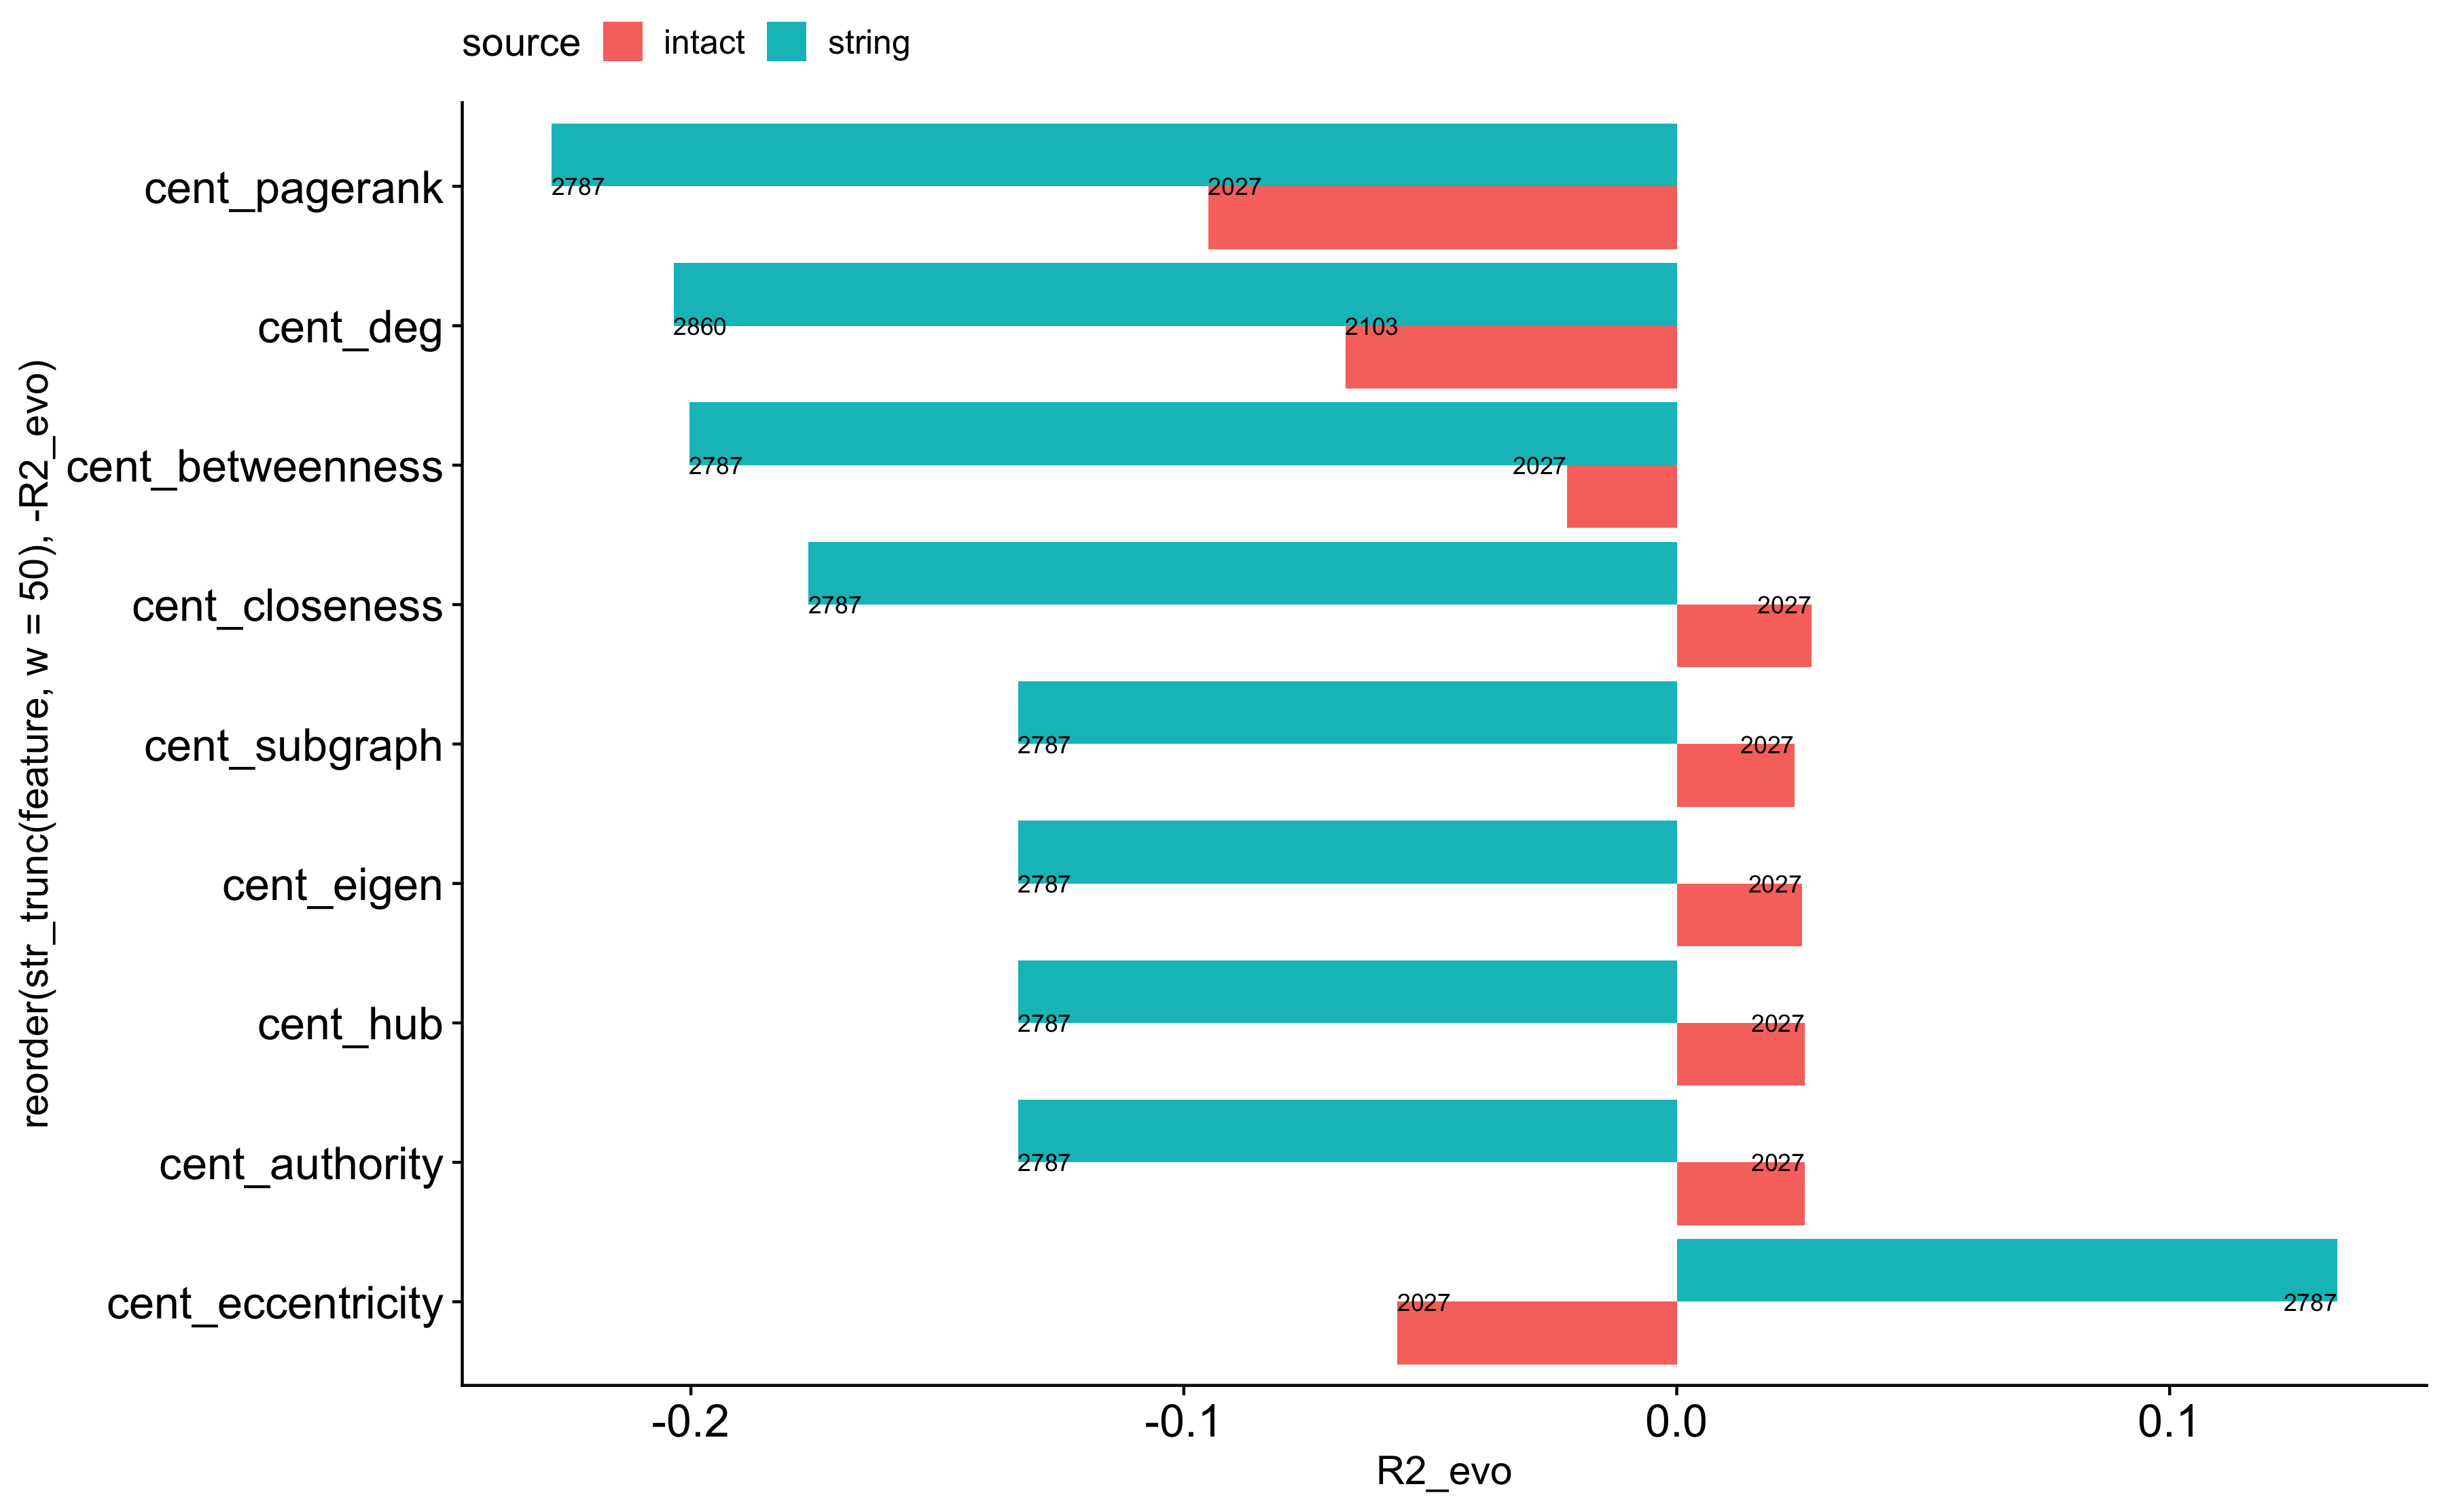 source intact string
cent_pagerank
2787 2027
cent_deg
2860 2103
cent_betweenness
2787 2027
cent_closeness
2787 2027
cent_subgraph
2787 2027
cent_eigen
2787 2027
cent_hub
2787 2027
cent_authority
2787 2027
cent_eccentricity
2027 2787
reorder(str_trunc(feature, w = 50), -R2_evo)
-0.2 -0.1 0.0 0.1
R2_evo